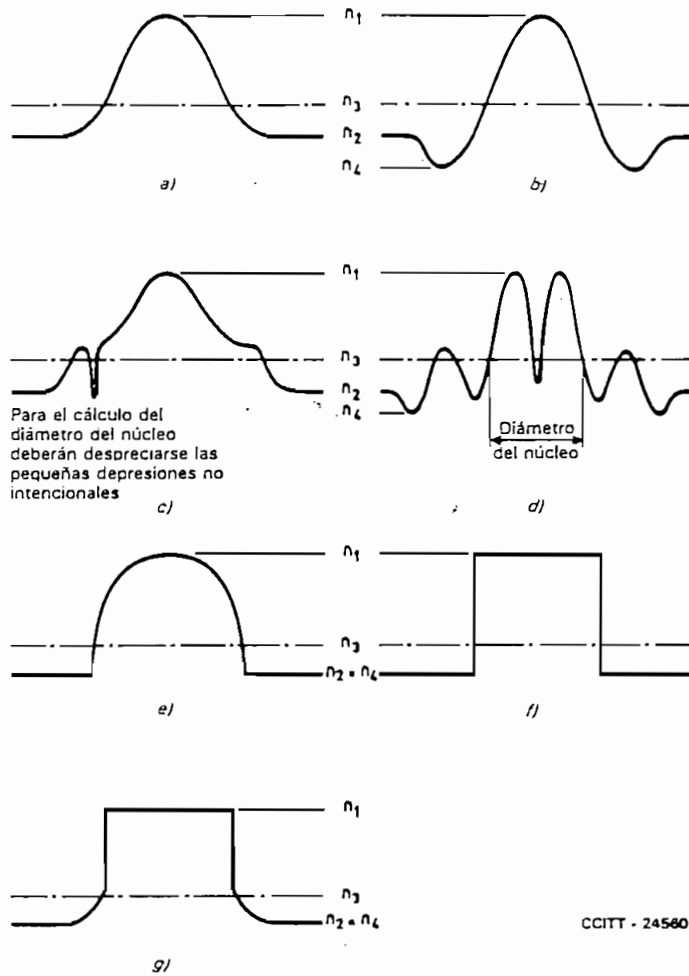 n₁
n₃
n₂
n₄
a)
b)
n₁
n₃
n₂
n₄
Para el cálculo del
diámetro del núcleo
deberán despreciarse las
pequeñas depresiones no
intencionales
Diámetro
del núcleo
c)
d)
n₁
n₃
n₂ = n₄
e)
f)
n₁
n₃
n₂ = n₄
CCITT - 24560
g)